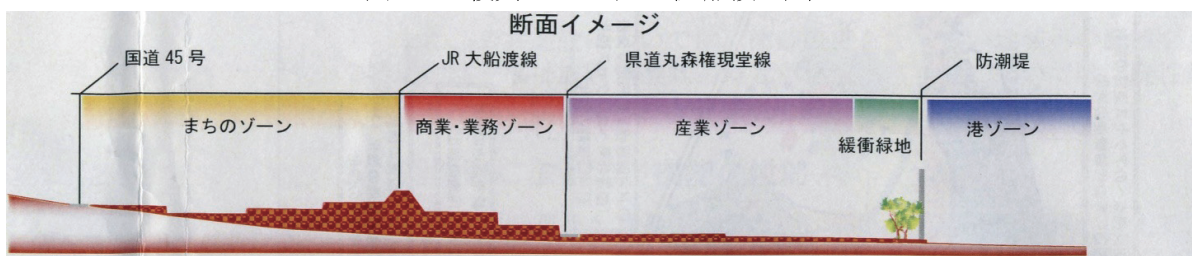 断面イメージ
国道45号
JR大船渡線
県道丸森権現堂線
防潮堤
まちのゾーン
商業・業務ゾーン
産業ゾーン
緩衝緑地
港ゾーン